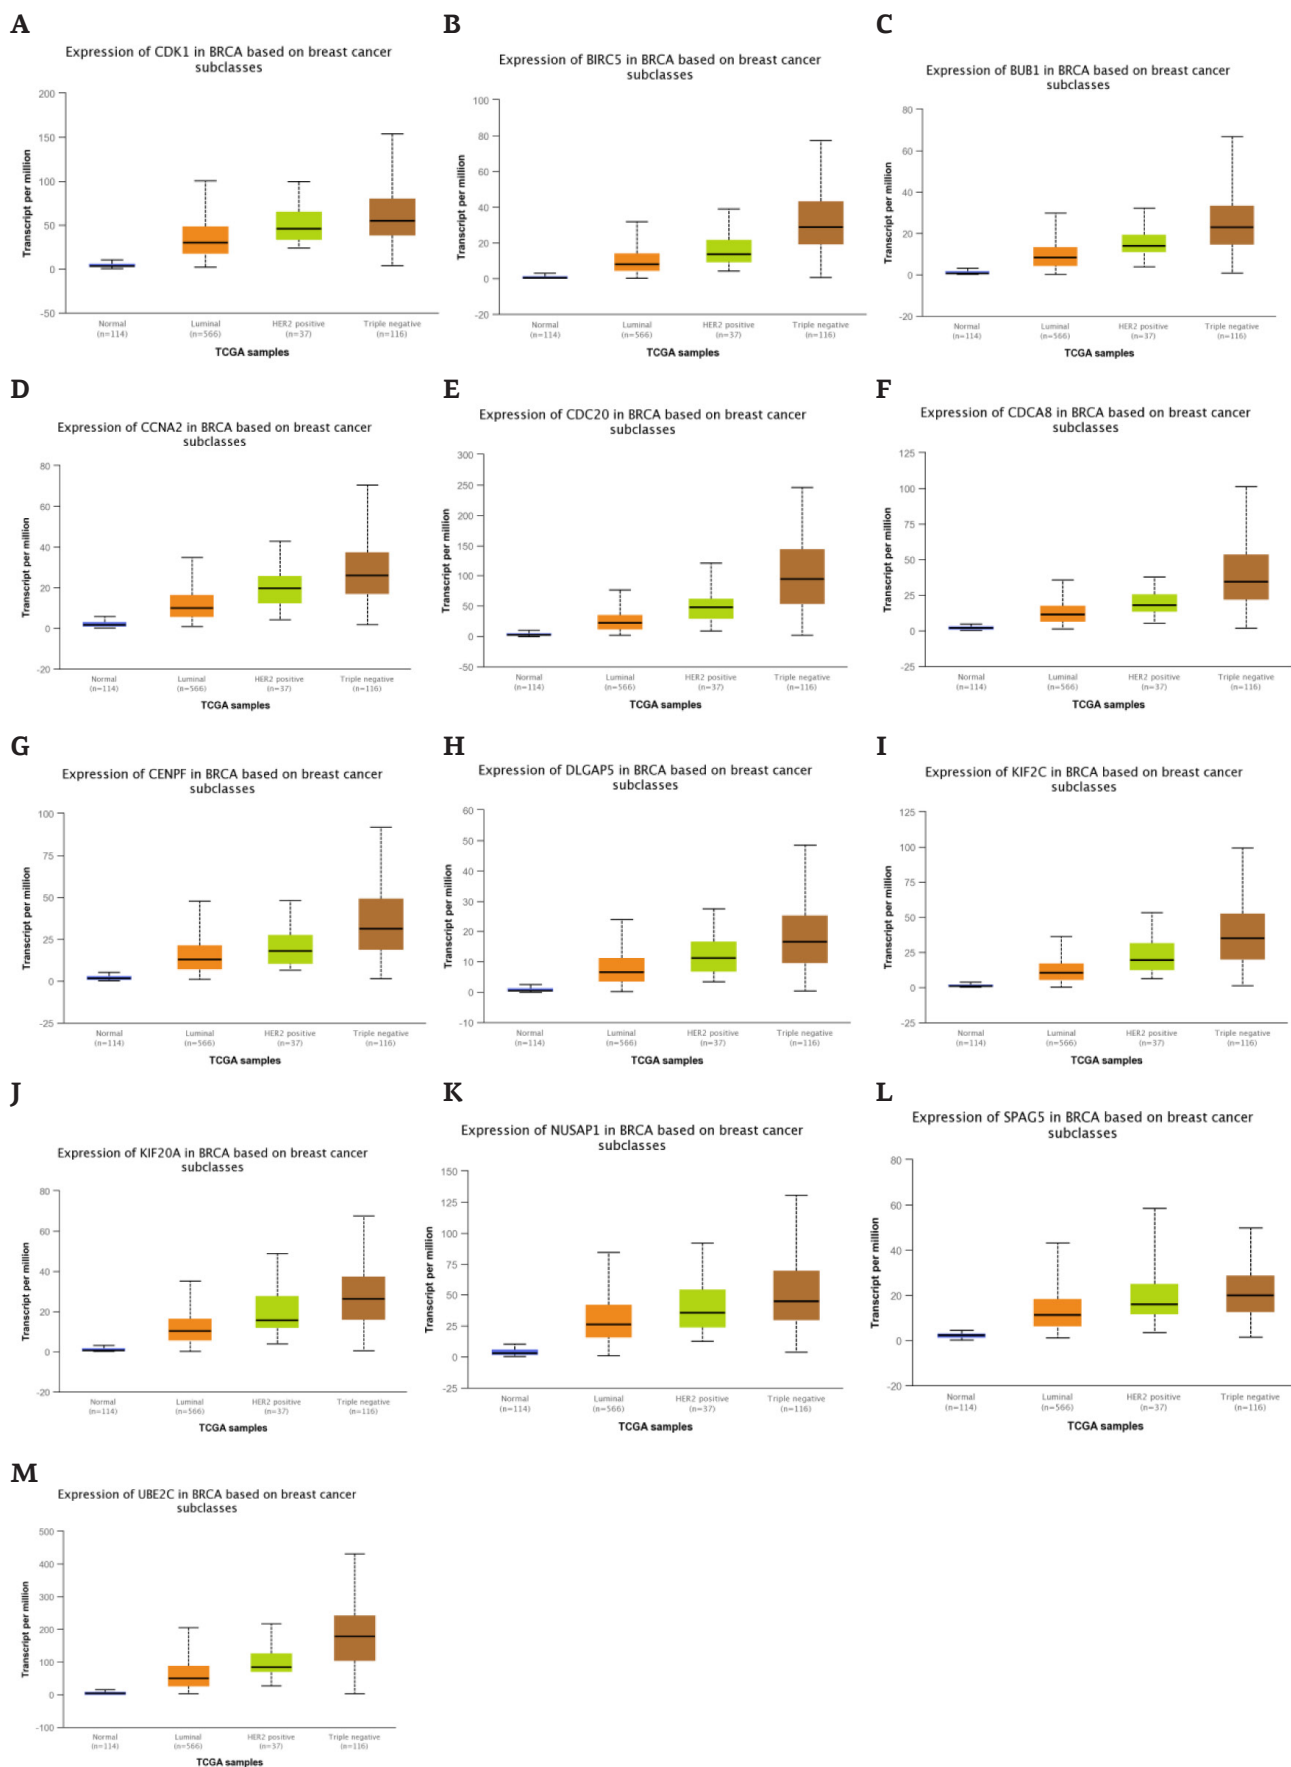 A
Expression of CDK1 in BRCA based on breast cancer
subclasses
200
150
100
50
0
-50
Transcript per million
Normal
(n=114)
Luminal
(n=566)
HER2 positive
(n=37)
Triple negative
(n=116)
TCGA samples
B
Expression of BIRC5 in BRCA based on breast cancer
subclasses
100
80
60
40
20
0
-20
Transcript per million
Normal
(n=114)
Luminal
(n=566)
HER2 positive
(n=37)
Triple negative
(n=116)
TCGA samples
C
Expression of BUB1 in BRCA based on breast cancer
subclasses
80
60
40
20
0
-20
Transcript per million
Normal
(n=114)
Luminal
(n=566)
HER2 positive
(n=37)
Triple negative
(n=116)
TCGA samples
D
Expression of CCNA2 in BRCA based on breast cancer
subclasses
80
60
40
20
0
-20
Transcript per million
Normal
(n=114)
Luminal
(n=566)
HER2 positive
(n=37)
Triple negative
(n=116)
TCGA samples
E
Expression of CDC20 in BRCA based on breast cancer
subclasses
300
250
200
150
100
50
0
-50
Transcript per million
Normal
(n=114)
Luminal
(n=566)
HER2 positive
(n=37)
Triple negative
(n=116)
TCGA samples
F
Expression of CDCA8 in BRCA based on breast cancer
subclasses
125
100
75
50
25
0
-25
Transcript per million
Normal
(n=114)
Luminal
(n=566)
HER2 positive
(n=37)
Triple negative
(n=116)
TCGA samples
G
Expression of CENPF in BRCA based on breast cancer
subclasses
100
75
50
25
0
-25
Transcript per million
Normal
(n=114)
Luminal
(n=566)
HER2 positive
(n=37)
Triple negative
(n=116)
TCGA samples
H
Expression of DLGAP5 in BRCA based on breast cancer
subclasses
60
50
40
30
20
10
0
-10
Transcript per million
Normal
(n=114)
Luminal
(n=566)
HER2 positive
(n=37)
Triple negative
(n=116)
TCGA samples
I
Expression of KIF2C in BRCA based on breast cancer
subclasses
125
100
75
50
25
0
-25
Transcript per million
Normal
(n=114)
Luminal
(n=566)
HER2 positive
(n=37)
Triple negative
(n=116)
TCGA samples
J
Expression of KIF20A in BRCA based on breast cancer
subclasses
80
60
40
20
0
-20
Transcript per million
Normal
(n=114)
Luminal
(n=566)
HER2 positive
(n=37)
Triple negative
(n=116)
TCGA samples
K
Expression of NUSAP1 in BRCA based on breast cancer
subclasses
150
125
100
75
50
25
0
-25
Transcript per million
Normal
(n=114)
Luminal
(n=566)
HER2 positive
(n=37)
Triple negative
(n=116)
TCGA samples
L
Expression of SPAG5 in BRCA based on breast cancer
subclasses
80
60
40
20
0
-20
Transcript per million
Normal
(n=114)
Luminal
(n=566)
HER2 positive
(n=37)
Triple negative
(n=116)
TCGA samples
M
Expression of UBE2C in BRCA based on breast cancer
subclasses
500
400
300
200
100
0
-100
Transcript per million
Normal
(n=114)
Luminal
(n=566)
HER2 positive
(n=37)
Triple negative
(n=116)
TCGA samples